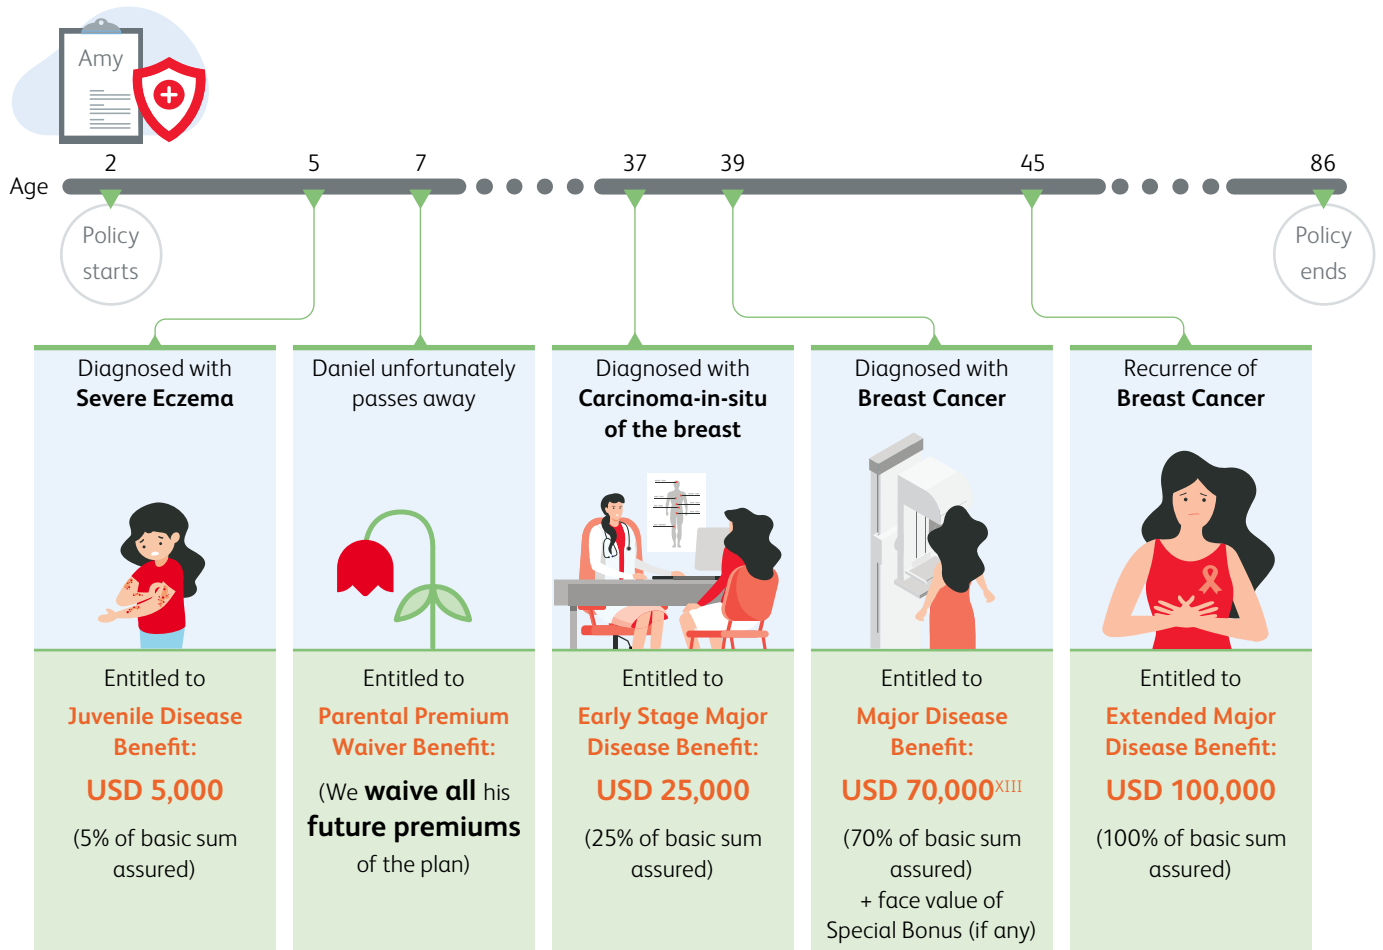 Amy
2
5
7
37
39
45
86
Age
Policy
starts
Policy
ends
Diagnosed with
Severe Eczema
Entitled to
Juvenile Disease
Benefit:
USD 5,000
(5% of basic sum
assured)
Daniel unfortunately
passes away
Entitled to
Parental Premium
Waiver Benefit:
(We waive all his
future premiums
of the plan)
Diagnosed with
Carcinoma-in-situ
of the breast
Entitled to
Early Stage Major
Disease Benefit:
USD 25,000
(25% of basic sum
assured)
Diagnosed with
Breast Cancer
Entitled to
Major Disease
Benefit:
USD 70,000XIII
(70% of basic sum
assured)
+ face value of
Special Bonus (if any)
Recurrence of
Breast Cancer
Entitled to
Extended Major
Disease Benefit:
USD 100,000
(100% of basic sum
assured)